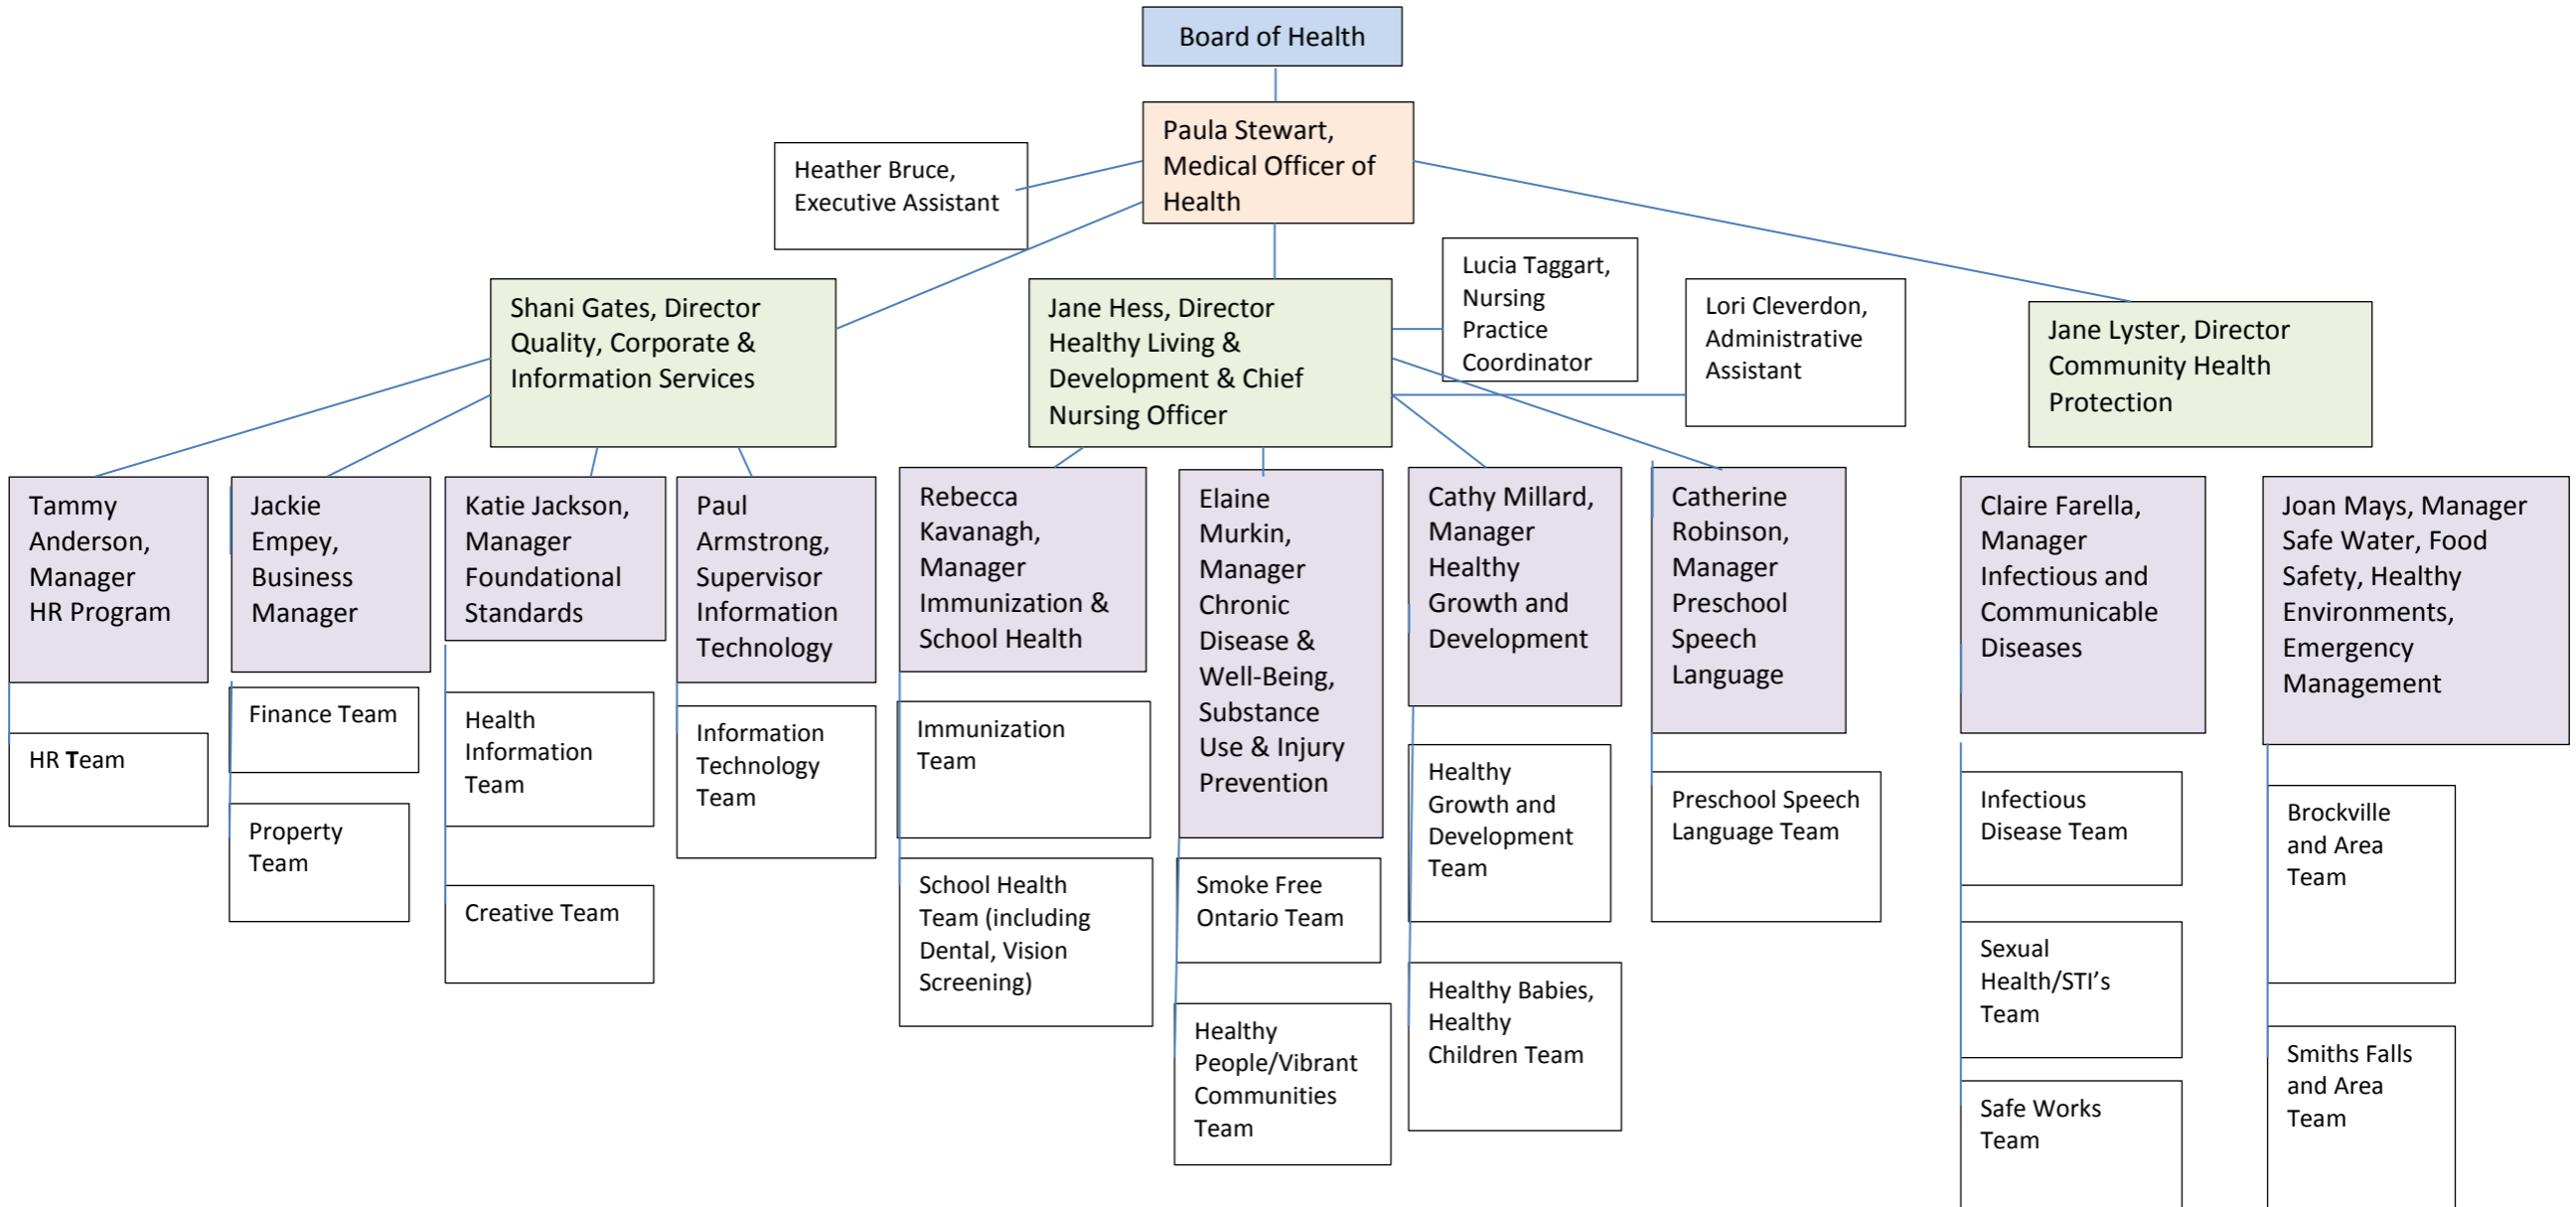 Board of Health
Paula Stewart,
Medical Officer of
Health
Heather Bruce,
Executive Assistant
Lucia Taggart,
Nursing
Practice
Coordinator
Lori Cleverdon,
Administrative
Assistant
Shani Gates, Director
Quality, Corporate &
Information Services
Jane Hess, Director
Healthy Living &
Development & Chief
Nursing Officer
Jane Lyster, Director
Community Health
Protection
Tammy
Anderson,
Manager
HR Program
Jackie
Empey,
Business
Manager
Katie Jackson,
Manager
Foundational
Standards
Paul
Armstrong,
Supervisor
Information
Technology
Rebecca
Kavanagh,
Manager
Immunization &
School Health
Elaine
Murkin,
Manager
Chronic
Disease &
Well-Being,
Substance
Use & Injury
Prevention
Cathy Millard,
Manager
Healthy
Growth and
Development
Catherine
Robinson,
Manager
Preschool
Speech
Language
Claire Farella,
Manager
Infectious and
Communicable
Diseases
Joan Mays, Manager
Safe Water, Food
Safety, Healthy
Environments,
Emergency
Management
HR Team
Finance Team
Property
Team
Health
Information
Team
Creative Team
Information
Technology
Team
Immunization
Team
School Health
Team (including
Dental, Vision
Screening)
Smoke Free
Ontario Team
Healthy
People/Vibrant
Communities
Team
Healthy
Growth and
Development
Team
Healthy Babies,
Healthy
Children Team
Preschool Speech
Language Team
Infectious
Disease Team
Sexual
Health/STI’s
Team
Safe Works
Team
Brockville
and Area
Team
Smiths Falls
and Area
Team